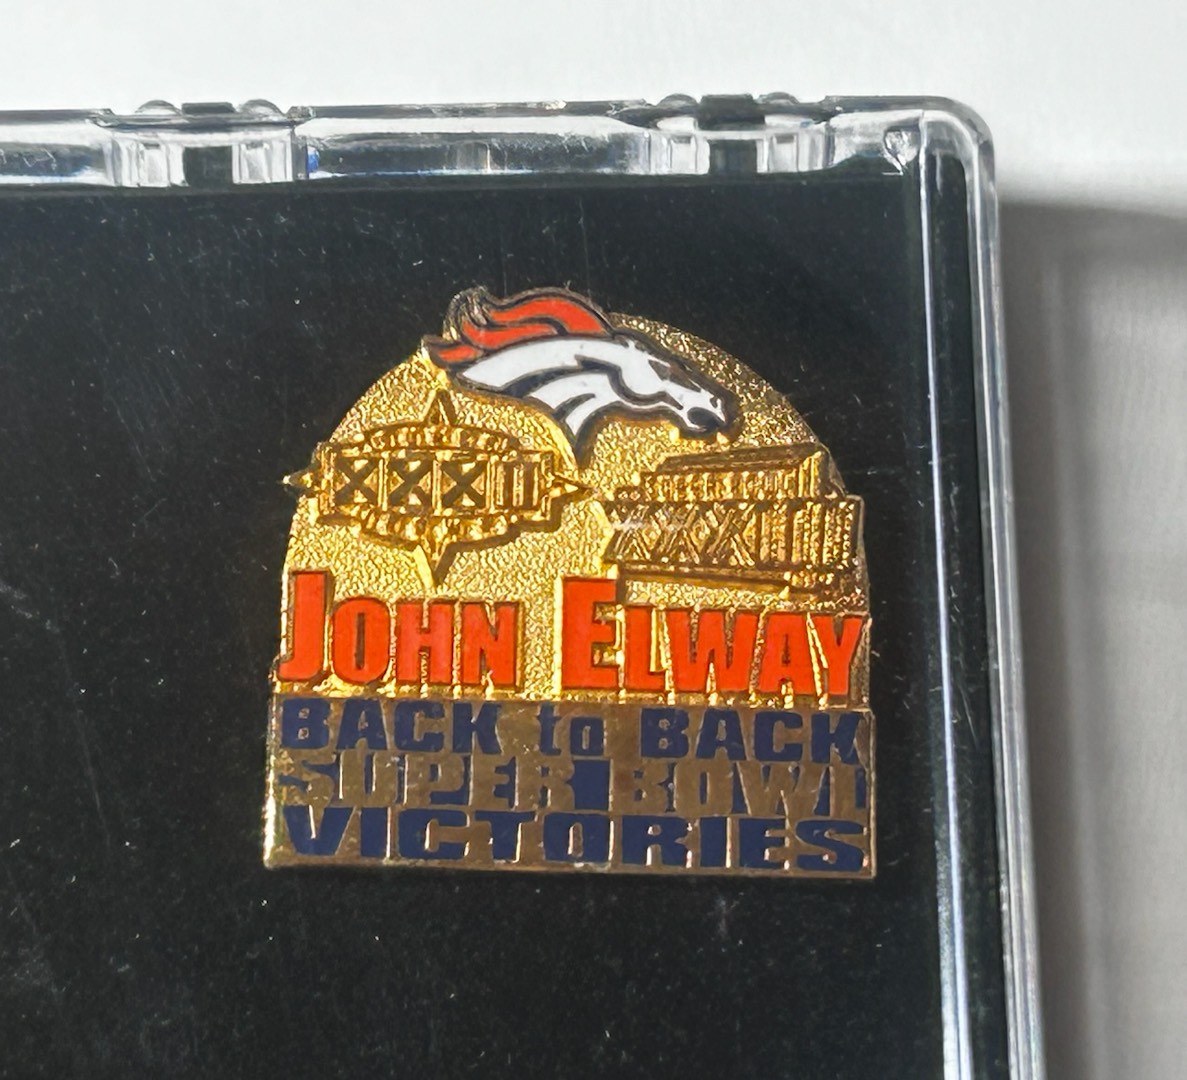 XXXII
XXXIII
JOHN ELWAY
BACK to BACK
SUPER BOWL
VICTORIES